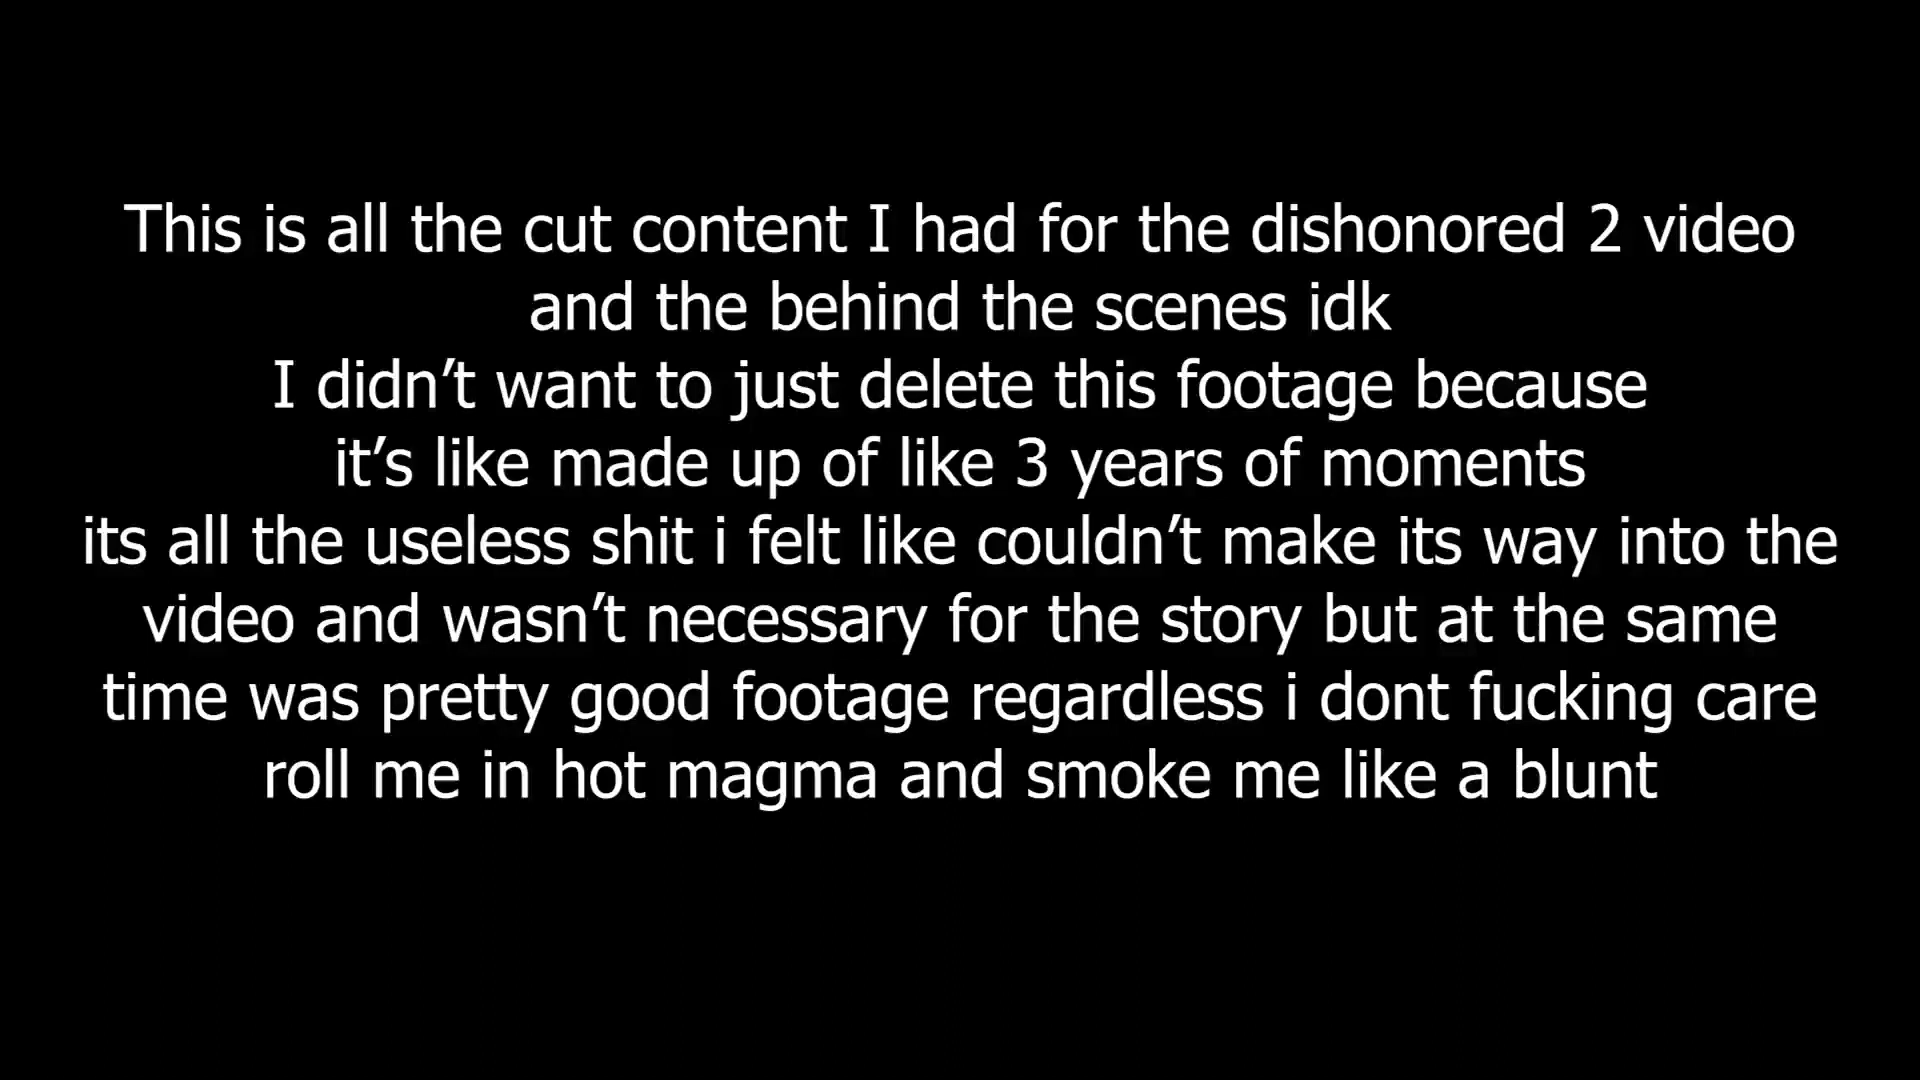 This is all the cut content I had for the dishonored 2 video
and the behind the scenes idk
I didn’t want to just delete this footage because
it’s like made up of like 3 years of moments
its all the useless shit i felt like couldn’t make its way into the
video and wasn’t necessary for the story but at the same
time was pretty good footage regardless i dont fucking care
roll me in hot magma and smoke me like a blunt